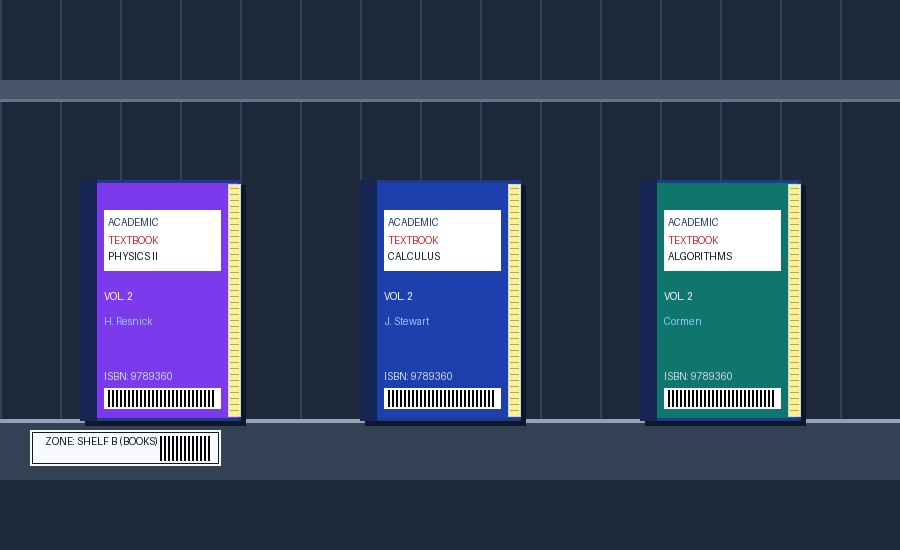 ACADEMIC
TEXTBOOK
PHYSICS II
VOL. 2
H. Resnick
ISBN: 9789360
ACADEMIC
TEXTBOOK
CALCULUS
VOL. 2
J. Stewart
ISBN: 9789360
ACADEMIC
TEXTBOOK
ALGORITHMS
VOL. 2
Cormen
ISBN: 9789360
ZONE: SHELF B (BOOKS)